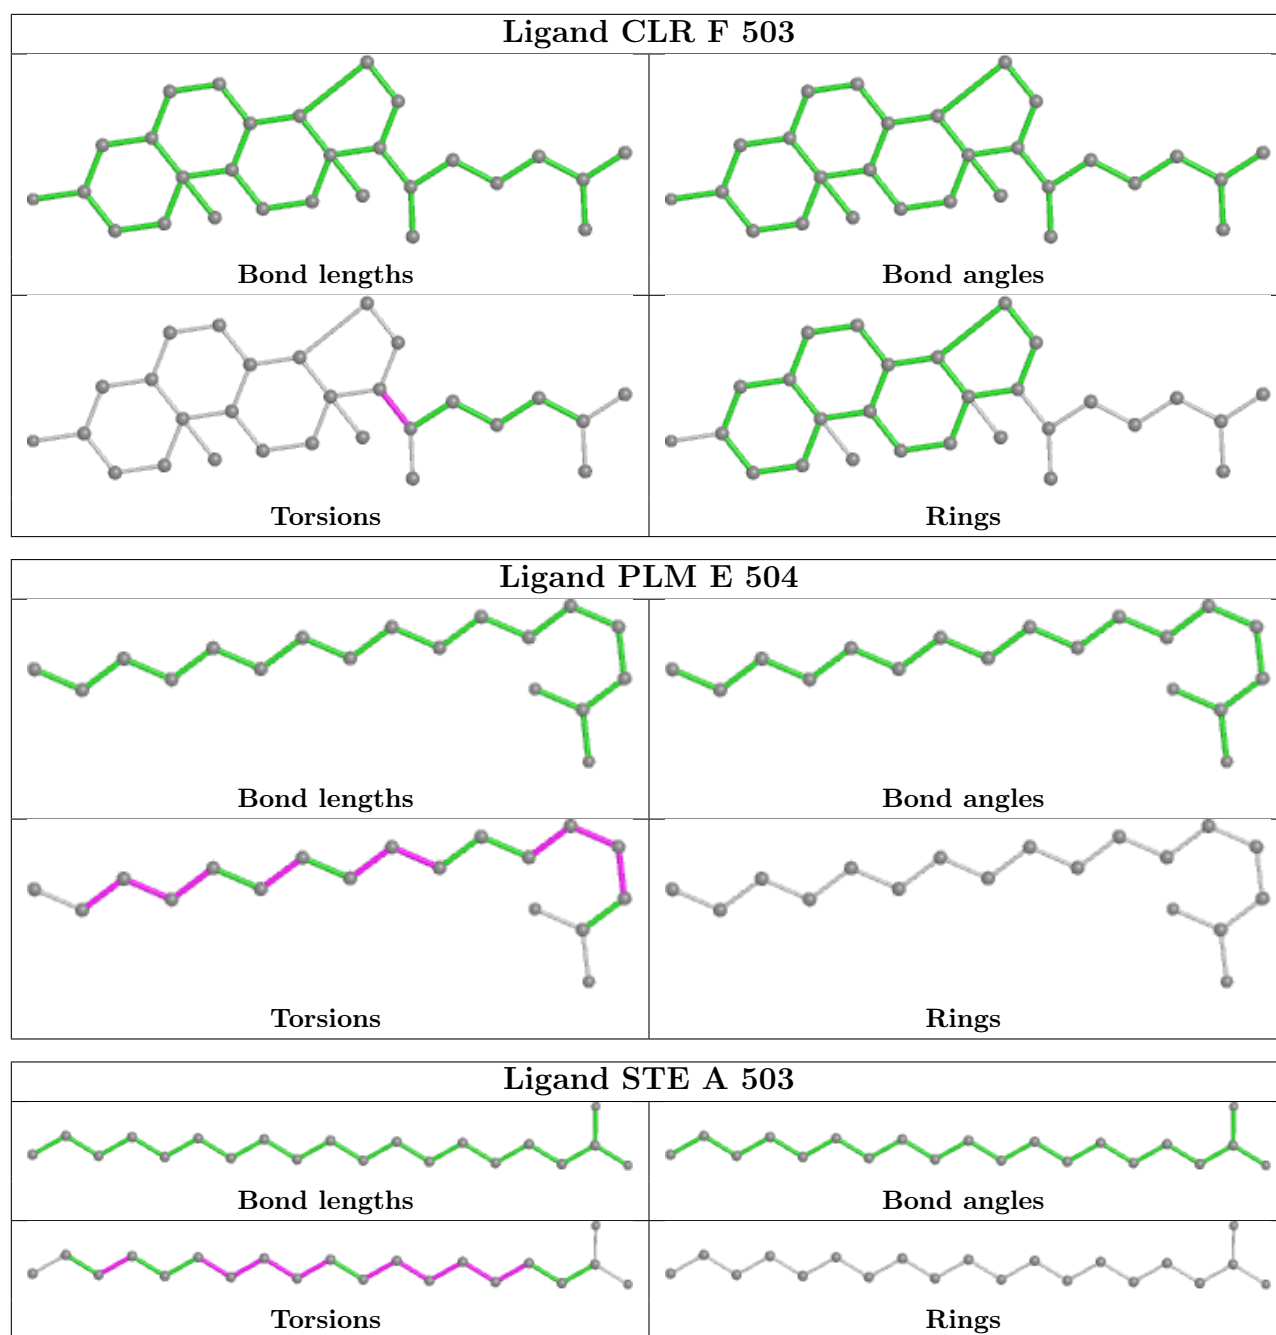 Ligand CLR F 503
Bond lengths
Bond angles
Torsions
Rings
Ligand PLM E 504
Bond lengths
Bond angles
Torsions
Rings
Ligand STE A 503
Bond lengths
Bond angles
Torsions
Rings